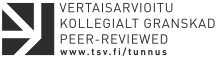 VERTAISARVIOITU
KOLLEGIALT GRANSKAD
PEER-REVIEWED
www.tsv.fi/tunnus